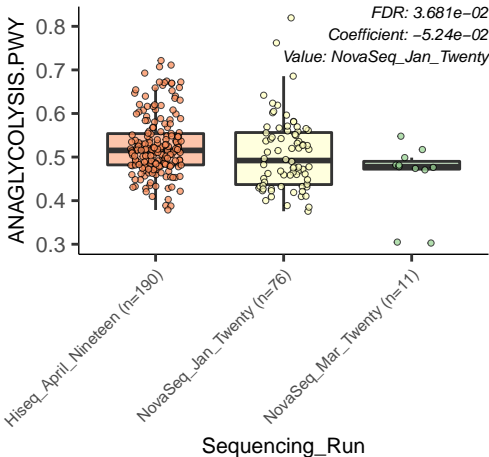 FDR: 3.681e−02
Coefficient: −5.24e−02
Value: NovaSeq_Jan_Twenty
ANAGLYCOLYSIS.PWY
0.8
0.7
0.6
0.5
0.4
0.3
Hiseq_April_Nineteen (n=190)
NovaSeq_Jan_Twenty (n=76)
NovaSeq_Mar_Twenty (n=11)
Sequencing_Run